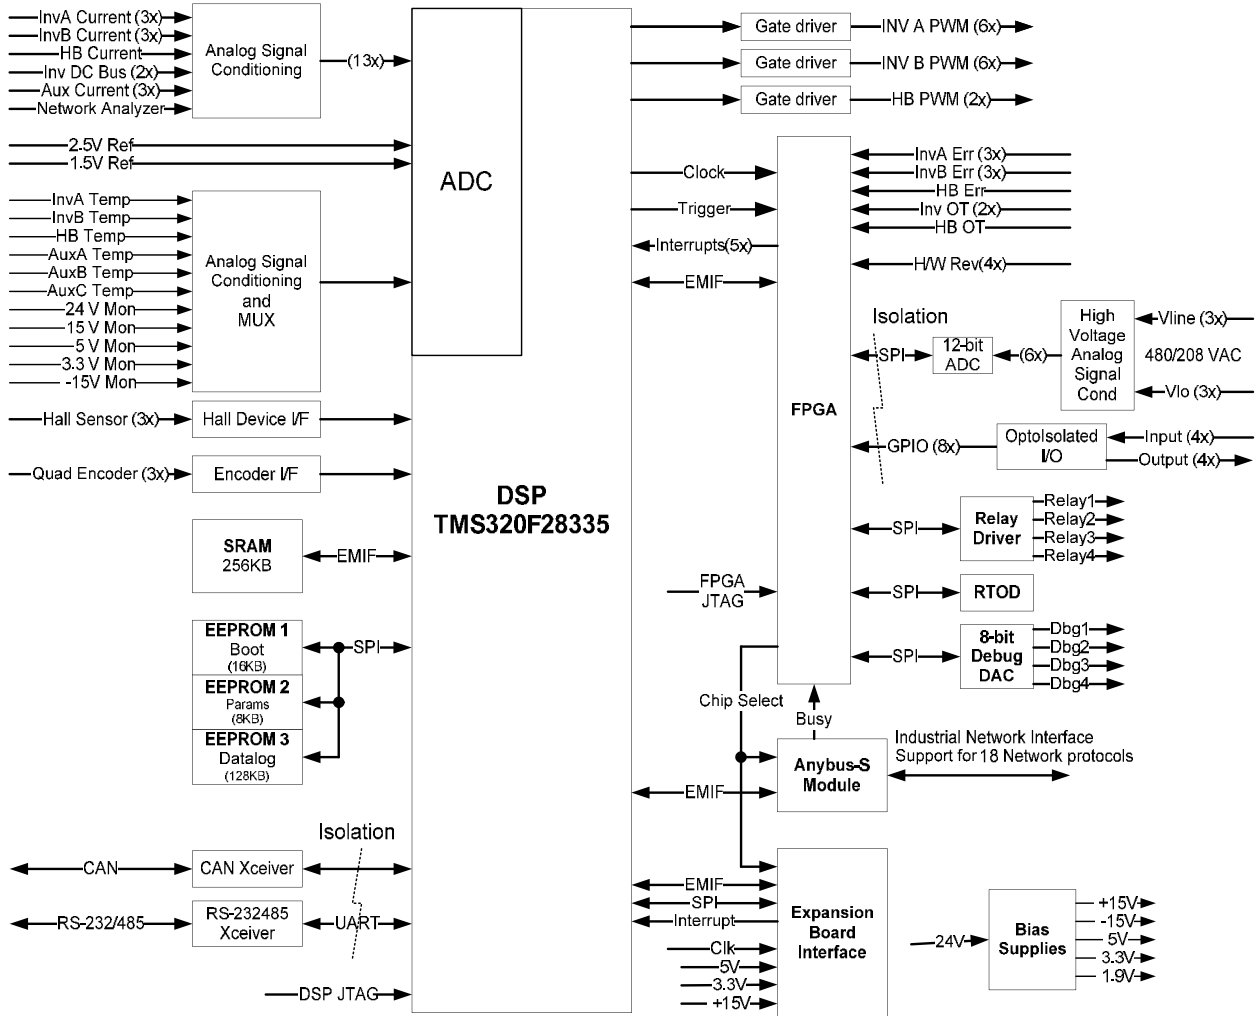 InvA Current (3x)
InvB Current (3x)
HB Current
Inv DC Bus (2x)
Aux Current (3x)
Network Analyzer
Analog Signal
Conditioning
(13x)
2.5V Ref
1.5V Ref
InvA Temp
InvB Temp
HB Temp
AuxA Temp
AuxB Temp
AuxC Temp
24 V Mon
15 V Mon
5 V Mon
3.3 V Mon
-15V Mon
Analog Signal
Conditioning
and
MUX
ADC
Hall Sensor (3x)
Hall Device I/F
Quad Encoder (3x)
Encoder I/F
DSP
TMS320F28335
SRAM
256KB
EMIF
EEPROM 1
Boot
(16KB)
EEPROM 2
Params
(8KB)
EEPROM 3
Datalog
(128KB)
SPI
Isolation
CAN
CAN Xceiver
RS-232/485
RS-232485
Xceiver
UART
DSP JTAG
Gate driver
INV A PWM (6x)
Gate driver
INV B PWM (6x)
Gate driver
HB PWM (2x)
Clock
Trigger
Interrupts(5x)
EMIF
FPGA
InvA Err (3x)
InvB Err (3x)
HB Err
Inv OT (2x)
HB OT
H/W Rev(4x)
Isolation
SPI
12-bit
ADC
(6x)
High
Voltage
Analog
Signal
Cond
Vline (3x)
480/208 VAC
Vlo (3x)
GPIO (8x)
OptoIsolated
I/O
Input (4x)
Output (4x)
SPI
Relay
Driver
Relay1
Relay2
Relay3
Relay4
FPGA
JTAG
SPI
RTOD
SPI
8-bit
Debug
DAC
Dbg1
Dbg2
Dbg3
Dbg4
Chip Select
Busy
Anybus-S
Module
EMIF
Industrial Network Interface
Support for 18 Network protocols
EMIF
SPI
Interrupt
Clk
5V
3.3V
+15V
Expansion
Board
Interface
24V
Bias
Supplies
+15V
-15V
5V
3.3V
1.9V